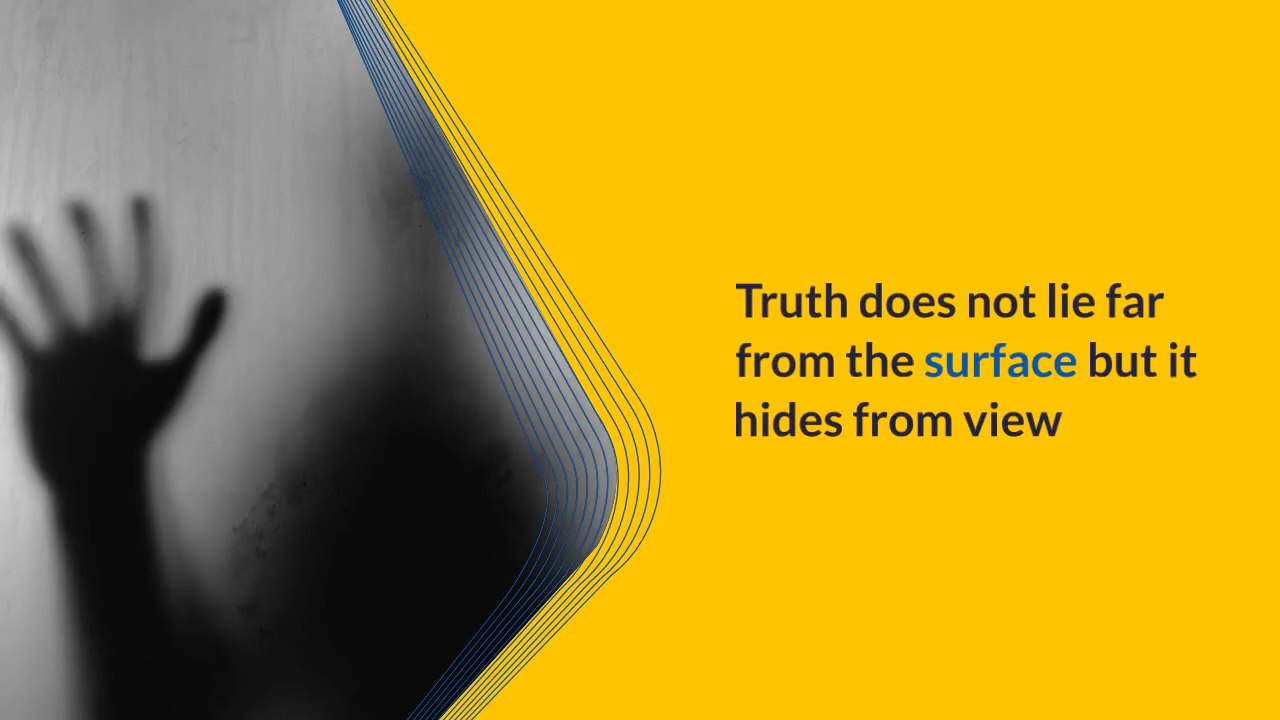 Truth does not lie far
from the surface but it
hides from view